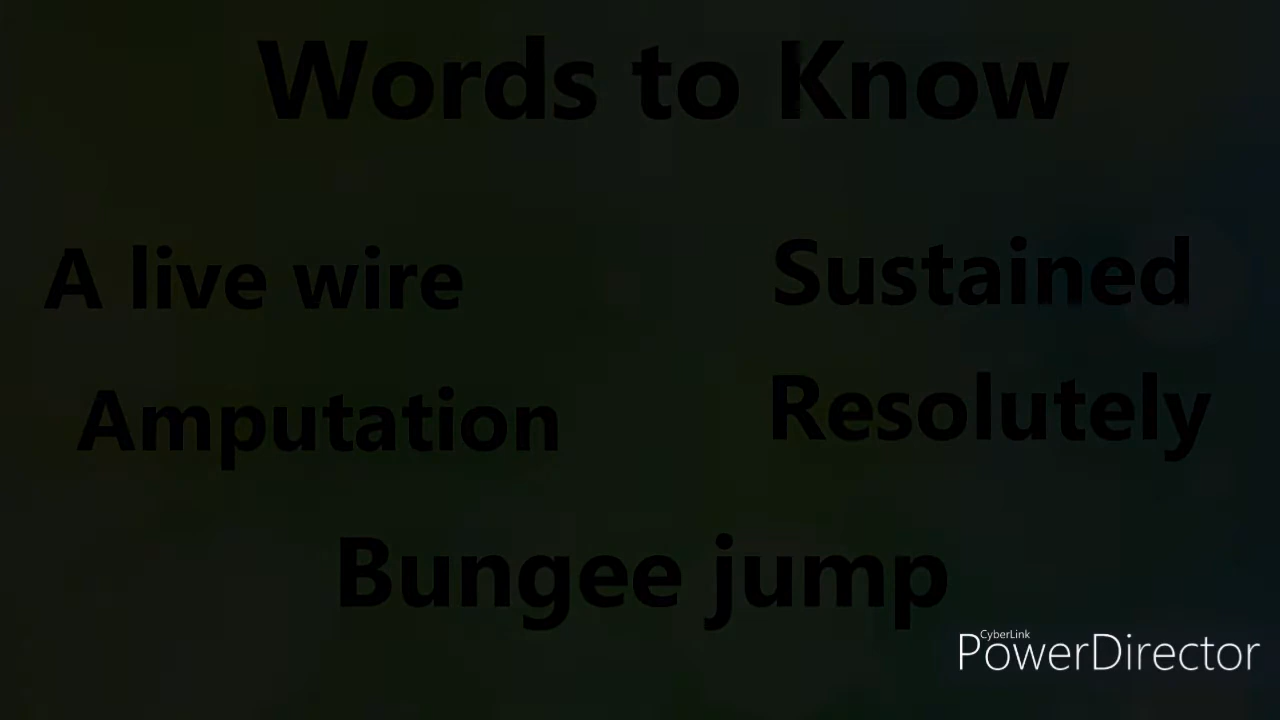 Words to Know
A live wire
Sustained
Amputation
Resolutely
Bungee jump
CyberLink
PowerDirector